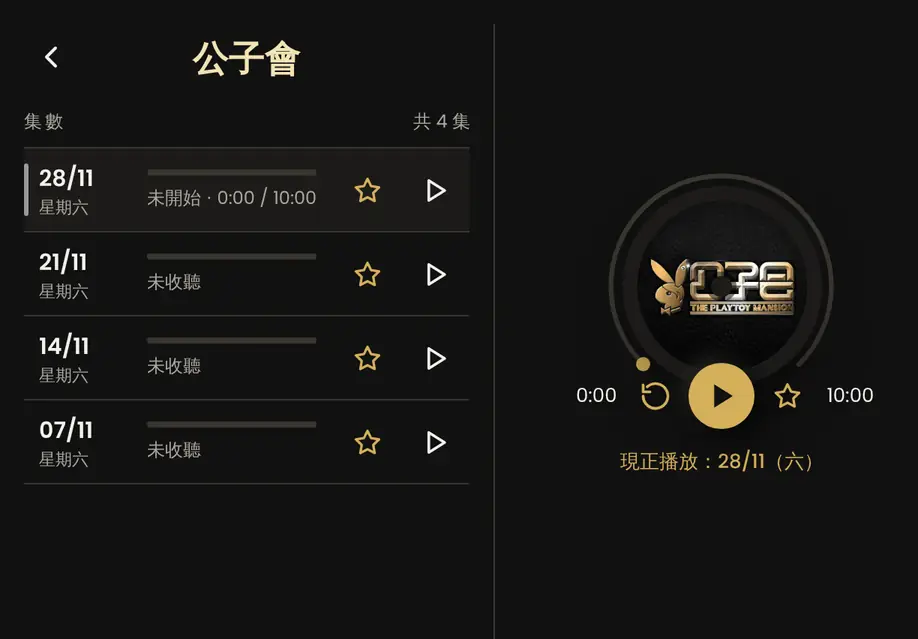 公子會
集數
共 4 集
28/11
星期六
未開始 · 0:00 / 10:00
21/11
星期六
未收聽
14/11
星期六
未收聽
07/11
星期六
未收聽
公子會
THE PLAYTOY MANSION
0:00
10:00
現正播放：28/11（六）